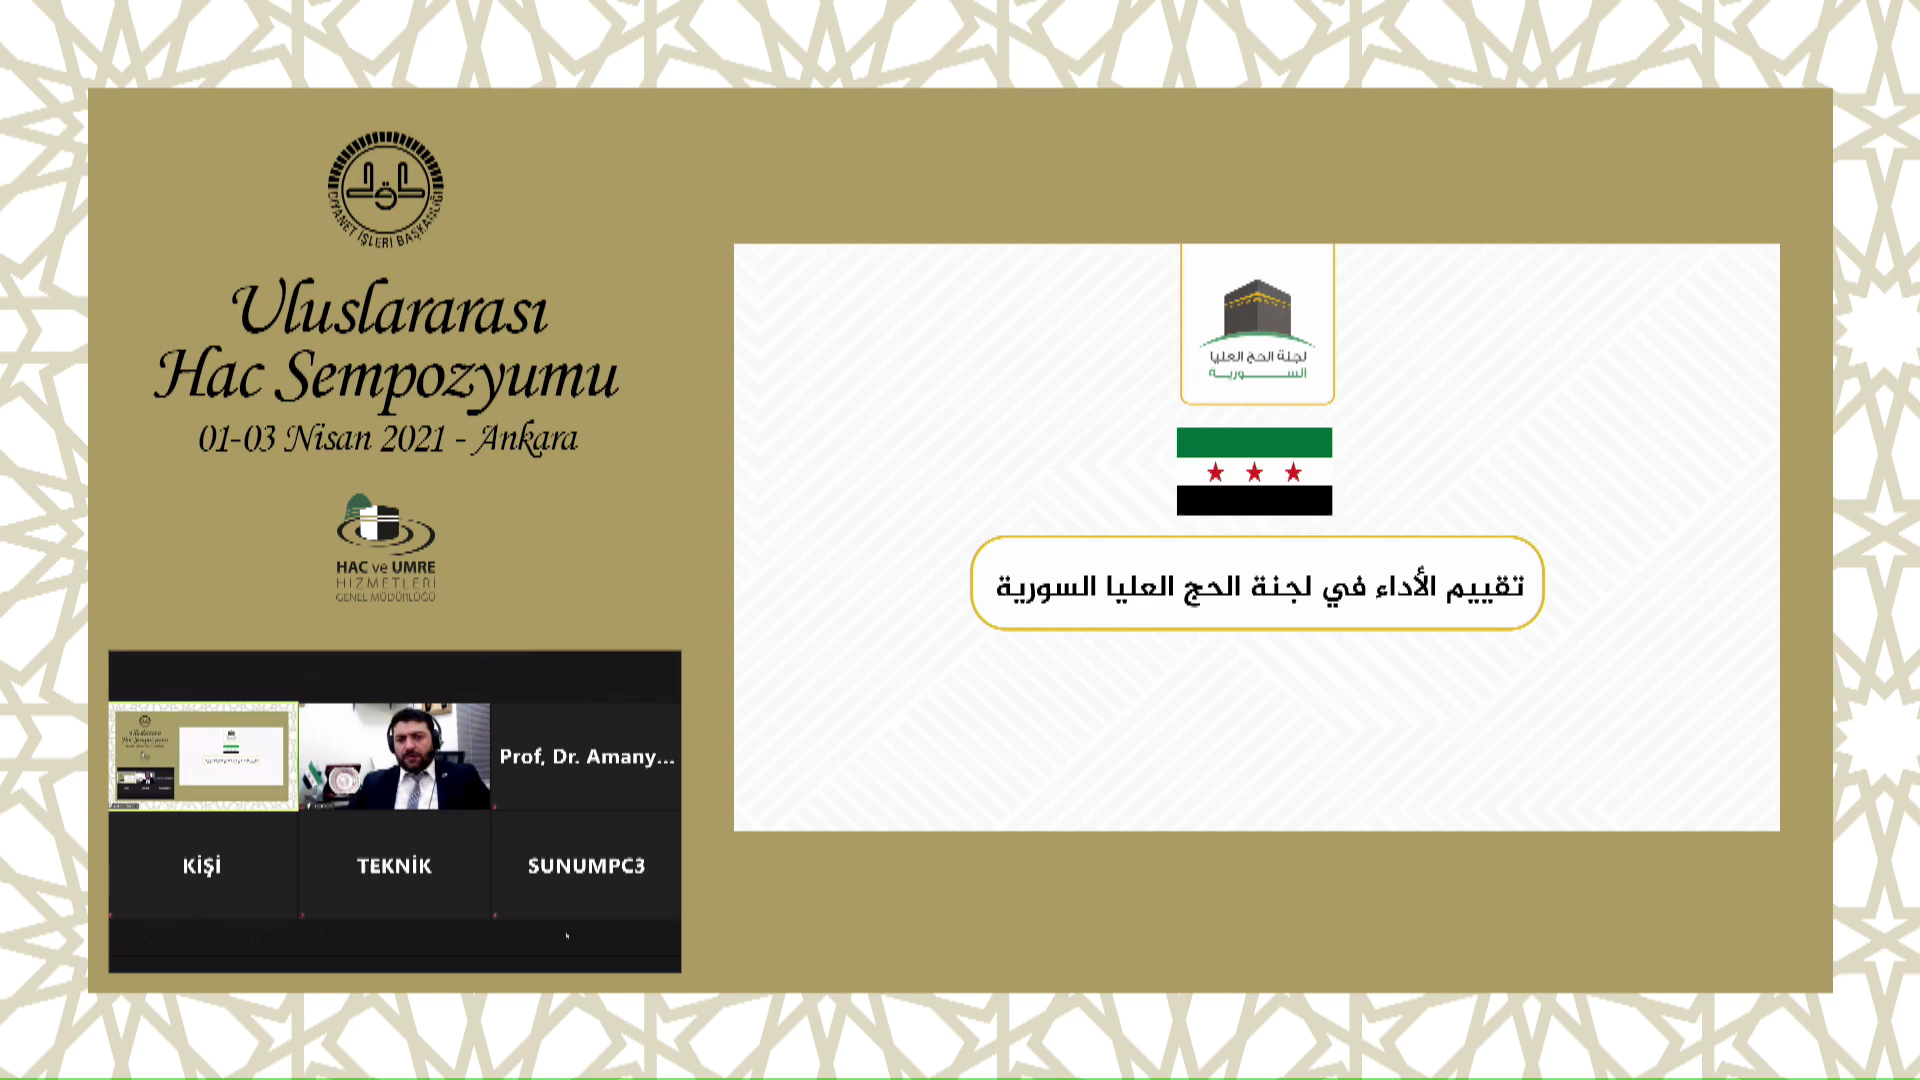 DİYANET İŞLERİ BAŞKANLIĞI
Uluslararası
Hac Sempozyumu
01-03 Nisan 2021 - Ankara
HAC ve UMRE
HİZMETLERİ
GENEL MÜDÜRLÜĞÜ
لجنة الحج العليا
الســـورية
تقييم الأداء في لجنة الحج العليا السورية
Prof, Dr. Amany...
KİŞİ
TEKNİK
SUNUMPC3